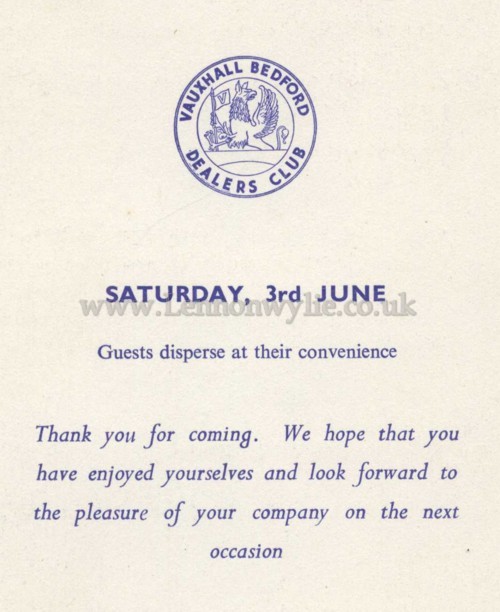 VAUXHALL BEDFORD
DEALERS CLUB
V
SATURDAY, 3rd JUNE
www.Lennonwylie.co.uk
Guests disperse at their convenience
Thank you for coming. We hope that you
have enjoyed yourselves and look forward to
the pleasure of your company on the next
occasion